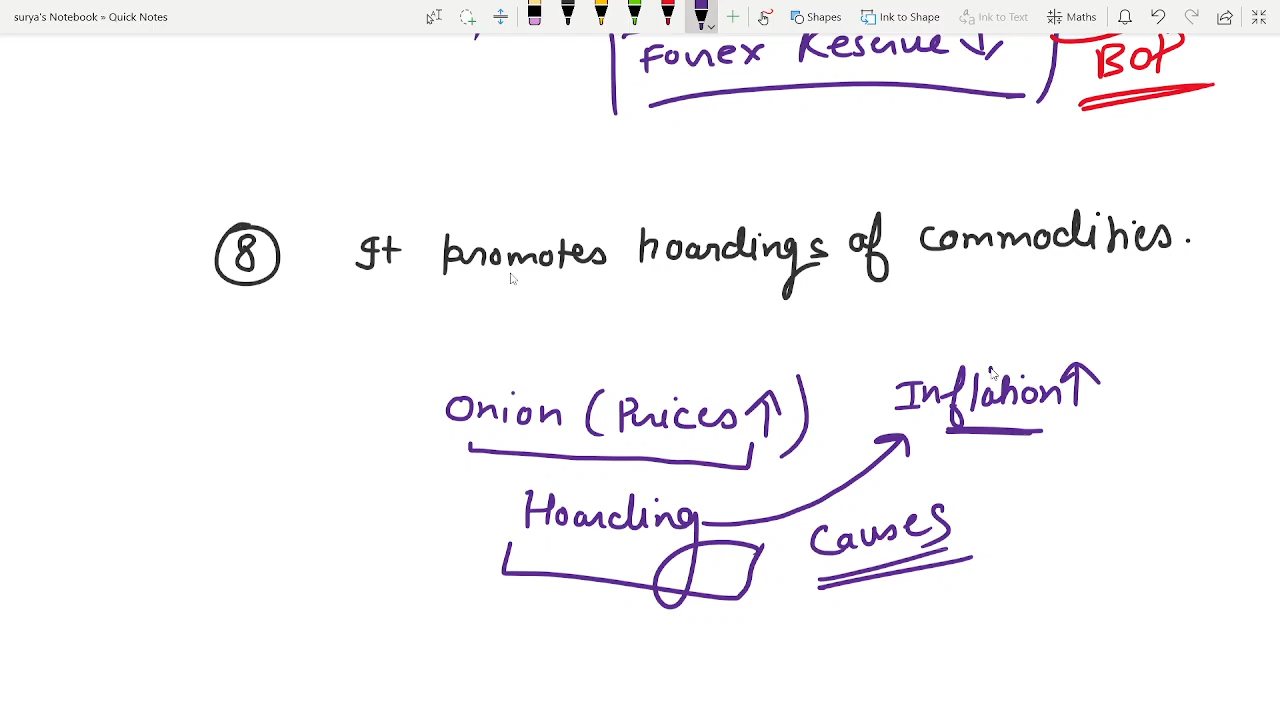 surya's Notebook » Quick Notes
Shapes Ink to Shape Ink to Text Maths
Forex Reserve ↓
BOP
8 It promotes hoardings of commodities.
Onion (Prices ↑)
Inflation ↑
Hoarding
Causes